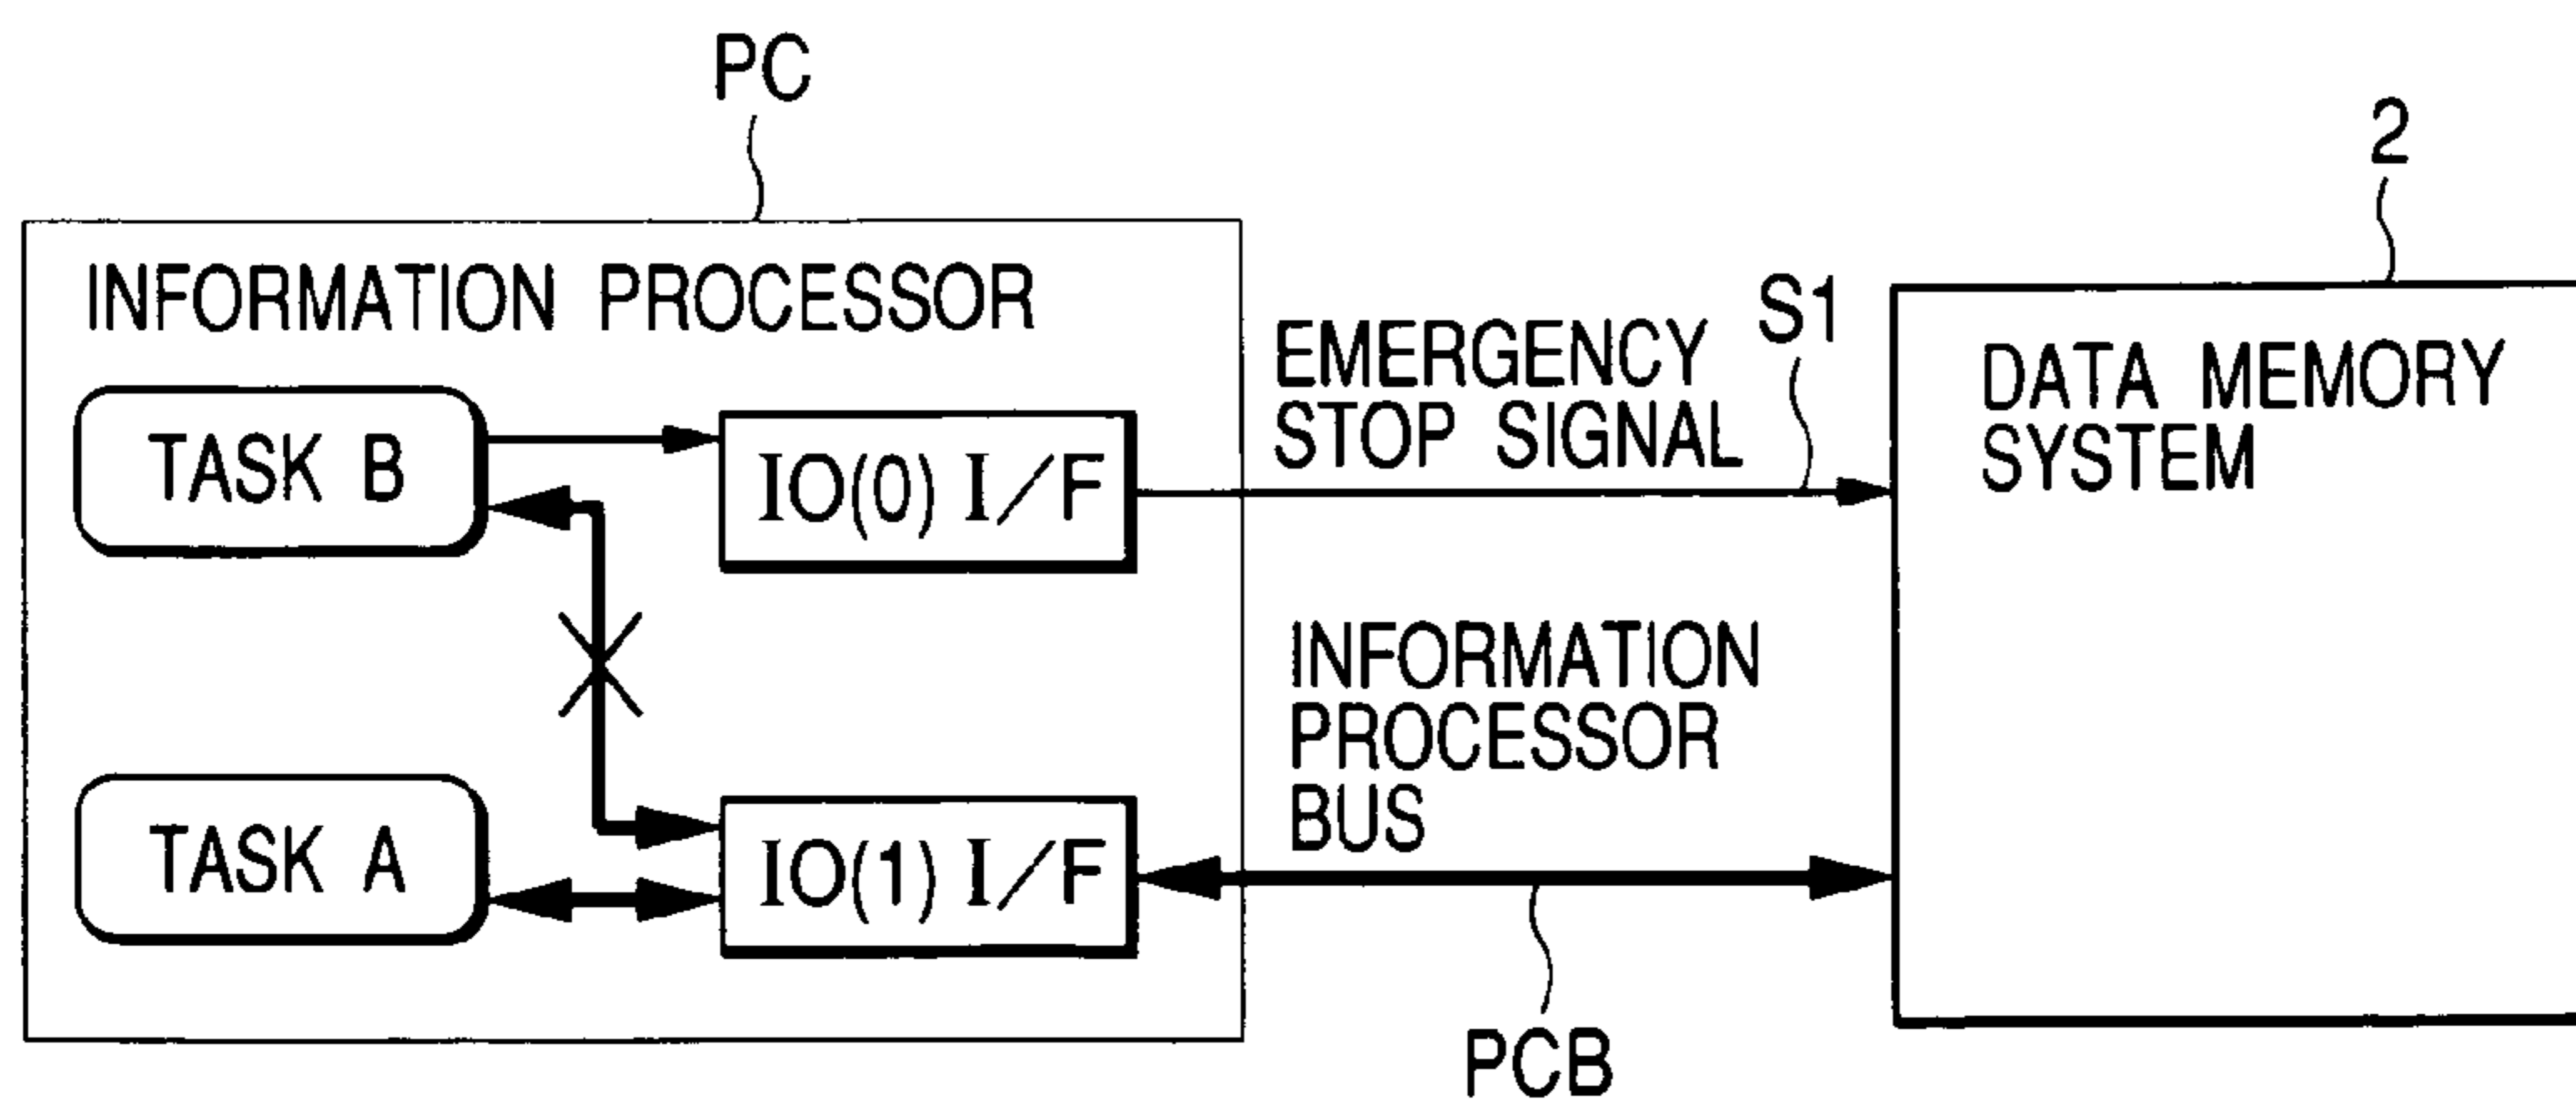 PC
2
INFORMATION PROCESSOR
S1
EMERGENCY
STOP SIGNAL
DATA MEMORY
SYSTEM
TASK B
IO(0) I/F
INFORMATION
PROCESSOR
BUS
TASK A
IO(1) I/F
PCB